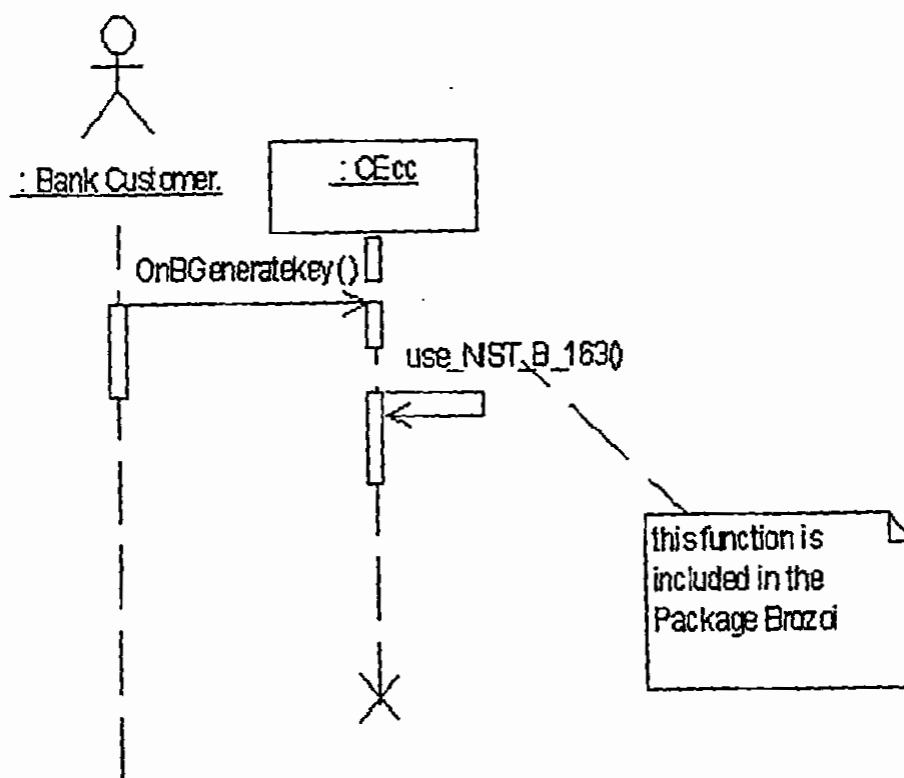 : Bank Customer.
: CEcc
OnBGeneratekey()
use_NIST_B_163()
this function is
included in the
Package Brozoi